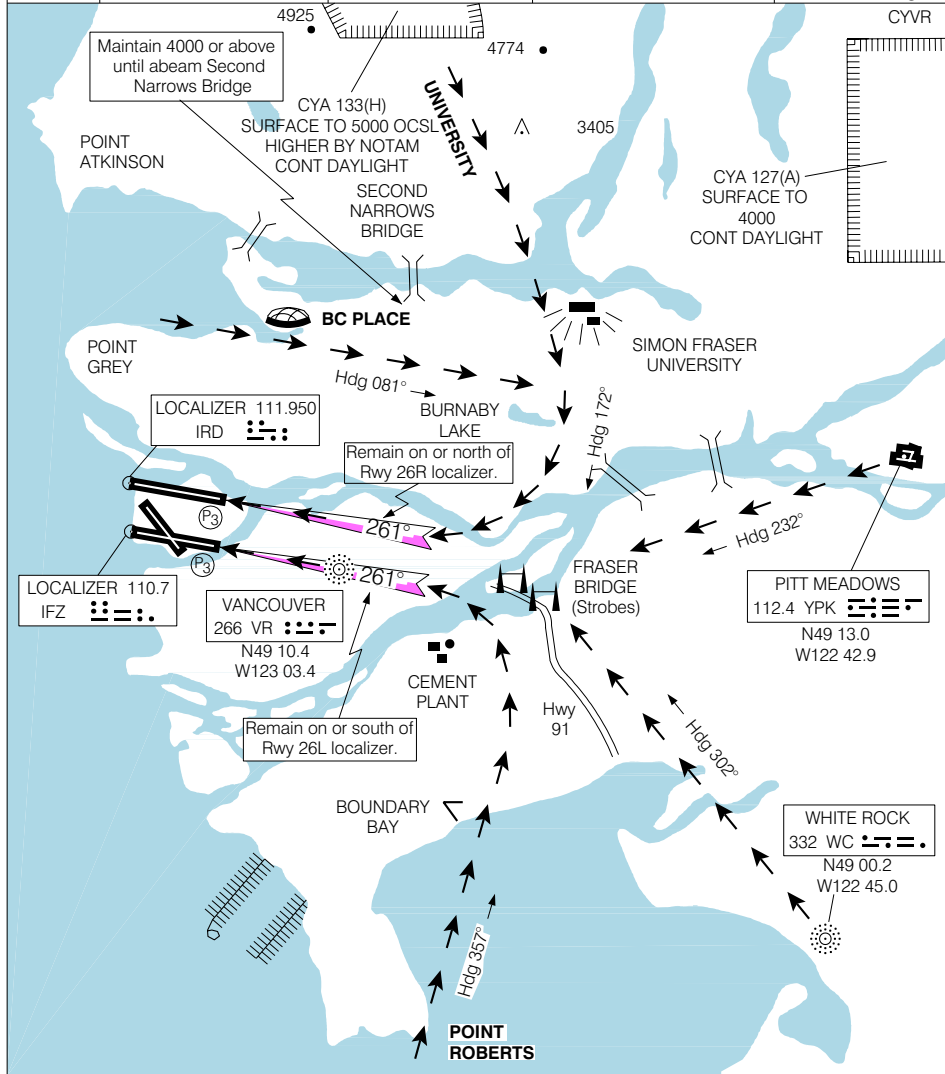 4925
CYVR
Maintain 4000 or above
until abeam Second
Narrows Bridge
4774
UNIVERSITY
CYA 133(H)
SURFACE TO 5000 OCSL
HIGHER BY NOTAM
CONT DAYLIGHT
3405
POINT
ATKINSON
CYA 127(A)
SURFACE TO
4000
CONT DAYLIGHT
SECOND
NARROWS
BRIDGE
BC PLACE
POINT
GREY
SIMON FRASER
UNIVERSITY
Hdg 081°
BURNABY
LAKE
Hdg 172°
LOCALIZER 111.950
IRD
Remain on or north of
Rwy 26R localizer.
P3
261°
Hdg 232°
P3
261°
FRASER
BRIDGE
(Strobes)
LOCALIZER 110.7
IFZ
PITT MEADOWS
112.4 YPK
N49 13.0
W122 42.9
VANCOUVER
266 VR
N49 10.4
W123 03.4
CEMENT
PLANT
Hwy
91
Remain on or south of
Rwy 26L localizer.
Hdg 302°
BOUNDARY
BAY
WHITE ROCK
332 WC
N49 00.2
W122 45.0
Hdg 357°
POINT
ROBERTS